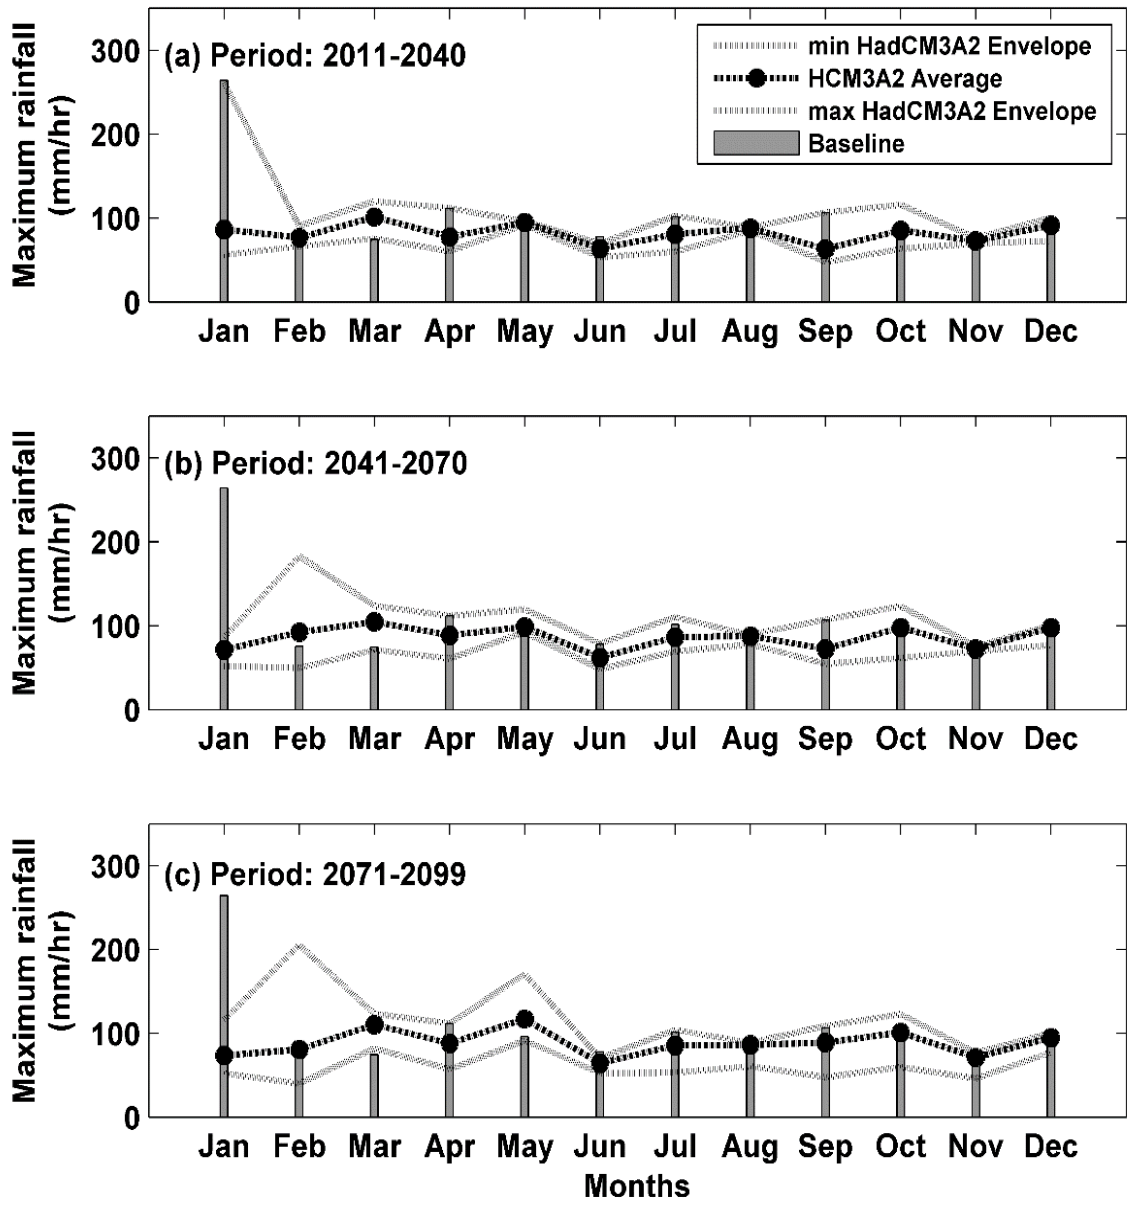 (a) Period: 2011-2040
min HadCM3A2 Envelope
HCM3A2 Average
max HadCM3A2 Envelope
Baseline
Maximum rainfall
(mm/hr)
300
200
100
0
Jan Feb Mar Apr May Jun Jul Aug Sep Oct Nov Dec
(b) Period: 2041-2070
Maximum rainfall
(mm/hr)
300
200
100
0
Jan Feb Mar Apr May Jun Jul Aug Sep Oct Nov Dec
(c) Period: 2071-2099
Maximum rainfall
(mm/hr)
300
200
100
0
Jan Feb Mar Apr May Jun Jul Aug Sep Oct Nov Dec
Months